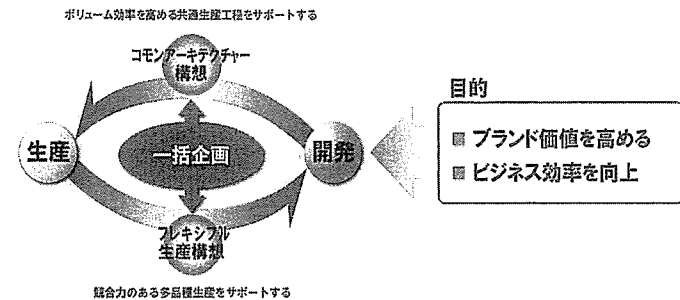 ボリューム効率を高める共通生産工程をサポートする
コモンアーキテクチャー
構想
生産
一括企画
開発
フレキシブル
生産構想
競合力のある多品種生産をサポートする
目的
■ ブランド価値を高める
■ ビジネス効率を向上